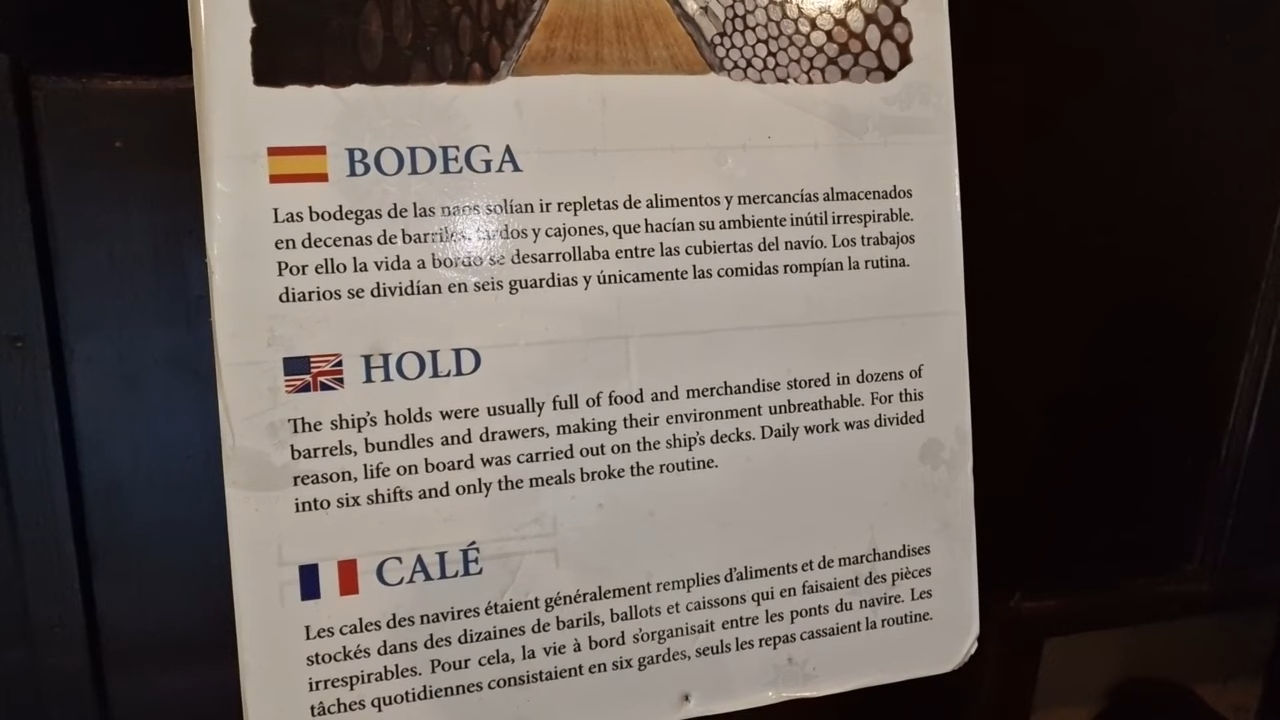 BODEGA
Las bodegas de las naos solían ir repletas de alimentos y mercancías almacenados
en decenas de barriles, fardos y cajones, que hacían su ambiente inútil irrespirable.
Por ello la vida a bordo se desarrollaba entre las cubiertas del navío. Los trabajos
diarios se dividían en seis guardias y únicamente las comidas rompían la rutina.
HOLD
The ship's holds were usually full of food and merchandise stored in dozens of
barrels, bundles and drawers, making their environment unbreathable. For this
reason, life on board was carried out on the ship's decks. Daily work was divided
into six shifts and only the meals broke the routine.
CALÉ
Les cales des navires étaient généralement remplies d'aliments et de marchandises
stockés dans des dizaines de barils, ballots et caissons qui en faisaient des pièces
irrespirables. Pour cela, la vie à bord s'organisait entre les ponts du navire. Les
tâches quotidiennes consistaient en six gardes, seuls les repas cassaient la routine.